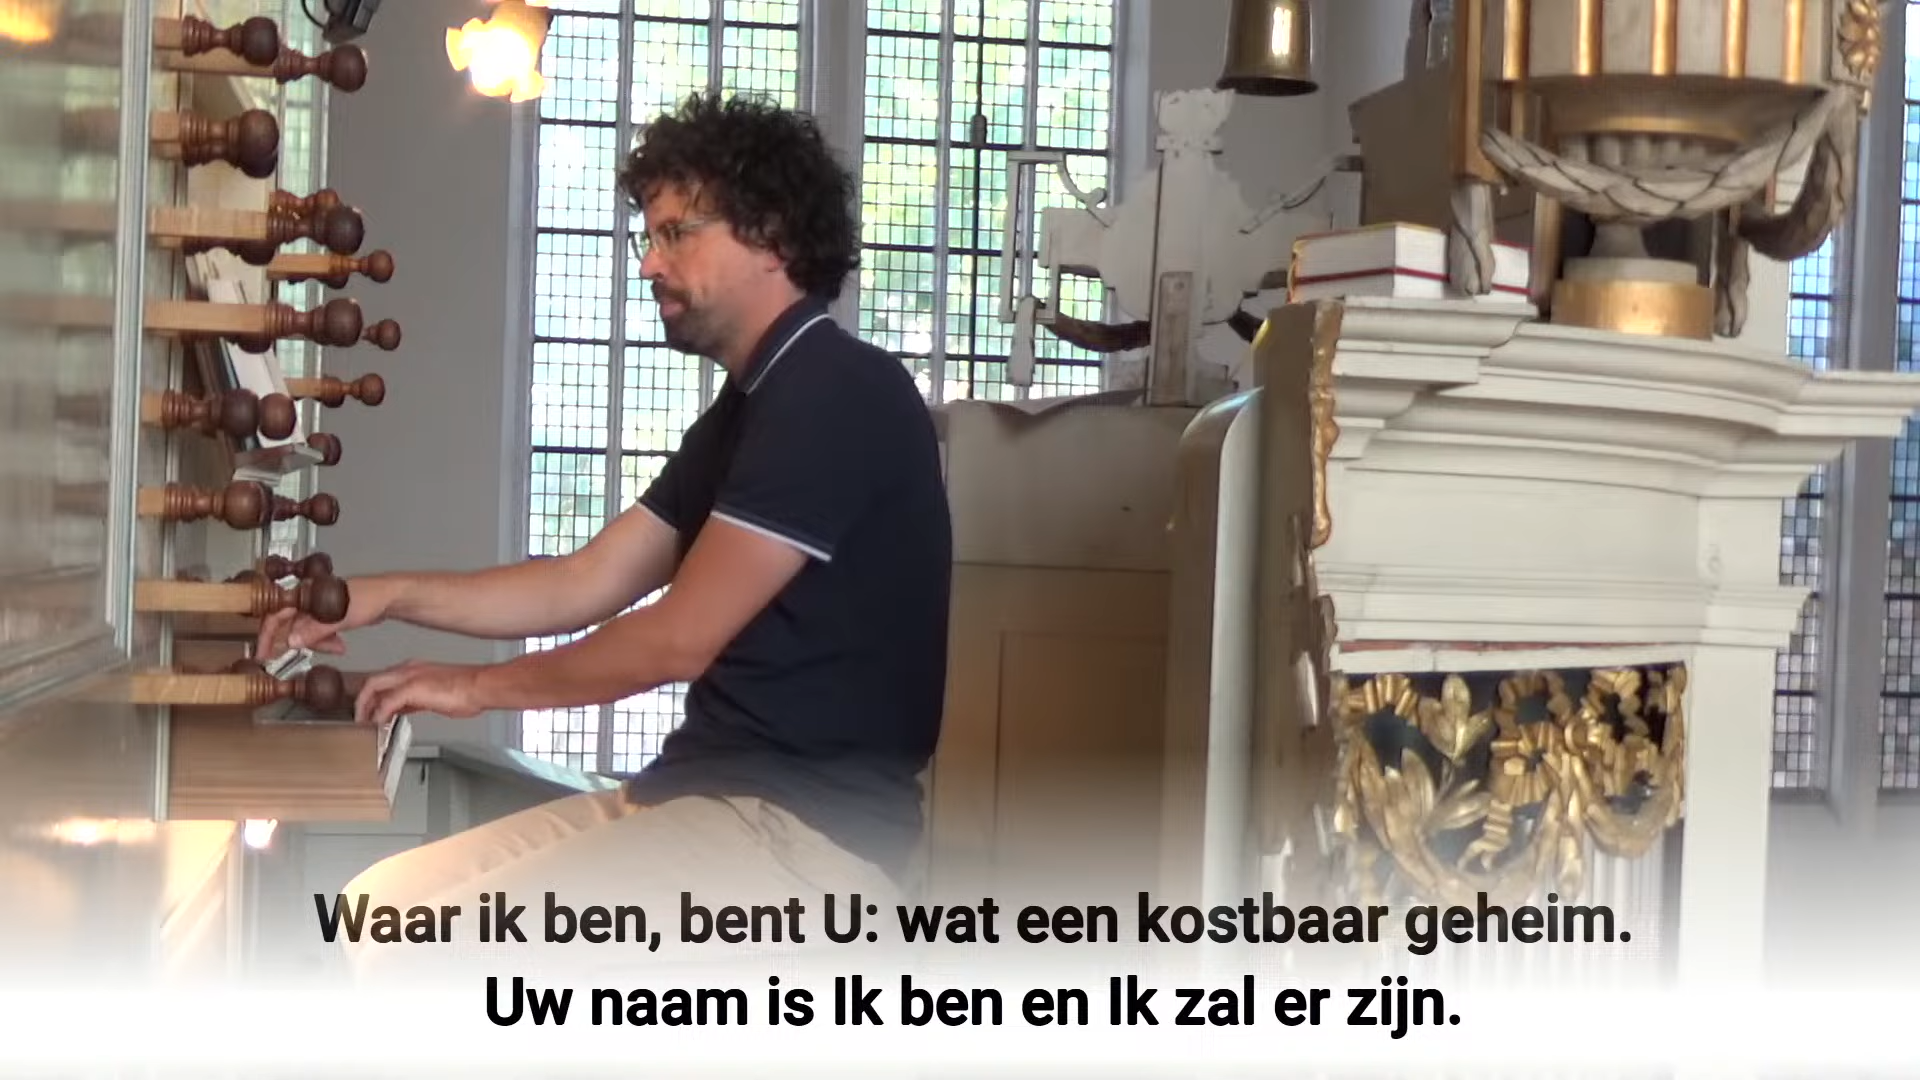 Waar ik ben, bent U: wat een kostbaar geheim.
Uw naam is Ik ben en Ik zal er zijn.